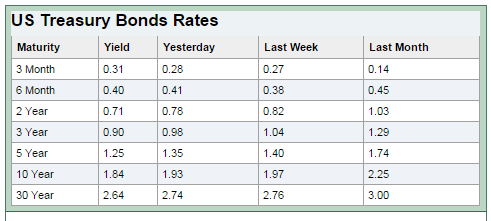 US Treasury Bonds Rates
Maturity Yield Yesterday Last Week Last Month
3 Month 0.31 0.28 0.27 0.14
6 Month 0.40 0.41 0.38 0.45
2 Year 0.71 0.78 0.82 1.03
3 Year 0.90 0.98 1.04 1.29
5 Year 1.25 1.35 1.40 1.74
10 Year 1.84 1.93 1.97 2.25
30 Year 2.64 2.74 2.76 3.00